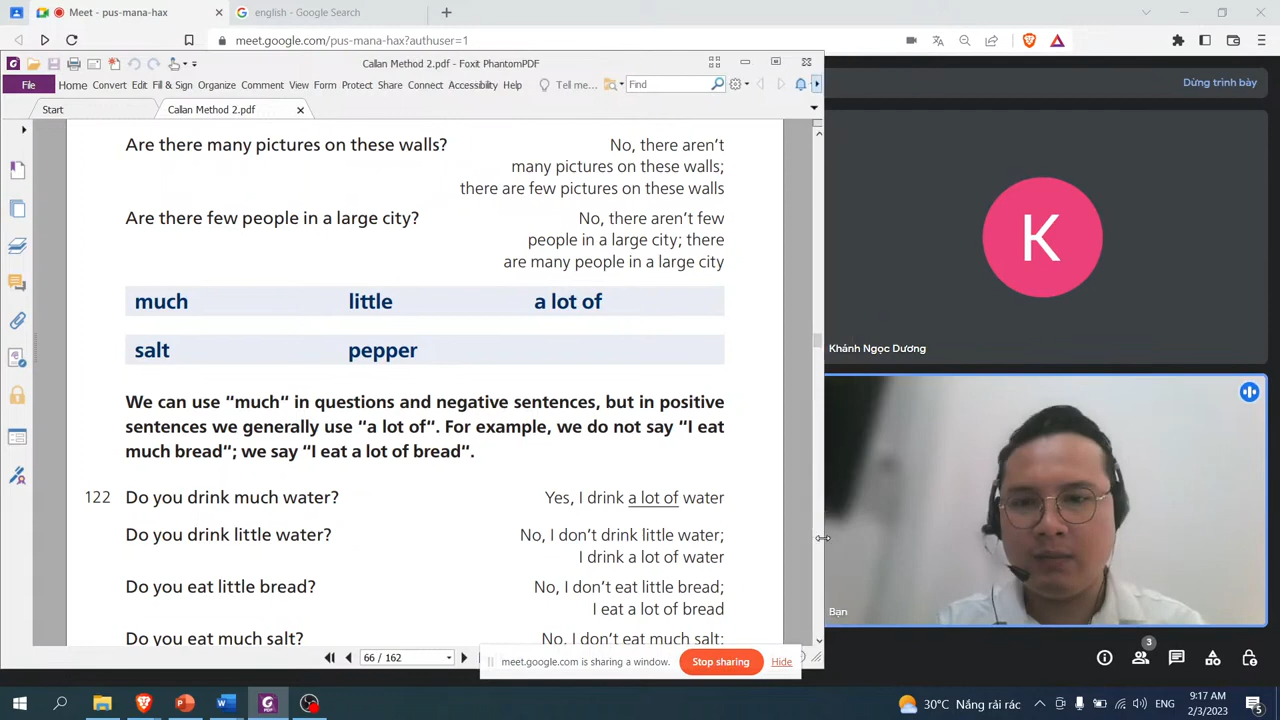 Meet - pus-mana-hax
english - Google Search
meet.google.com/pus-mana-hax?authuser=1
Callan Method 2.pdf - Foxit PhantomPDF
File Home Edit Fill & Sign Organize Comment View Form Protect Share Connect Accessibility Help Tell me... Find
Start Callan Method 2.pdf
Dừng trình bày
Are there many pictures on these walls? No, there aren't
many pictures on these walls;
there are few pictures on these walls
Are there few people in a large city? No, there aren't few
people in a large city; there
are many people in a large city
much little a lot of
salt pepper
We can use "much" in questions and negative sentences, but in positive
sentences we generally use "a lot of". For example, we do not say "I eat
much bread"; we say "I eat a lot of bread".
122 Do you drink much water? Yes, I drink a lot of water
Do you drink little water? No, I don't drink little water;
I drink a lot of water
Do you eat little bread? No, I don't eat little bread;
I eat a lot of bread
Do you eat much salt? No, I don't eat much salt;
K
Khánh Ngọc Dương
Bạn
66 / 162
meet.google.com is sharing a window. Stop sharing Hide
3
30°C Nắng rải rác
ENG
9:17 AM
2/3/2023
5